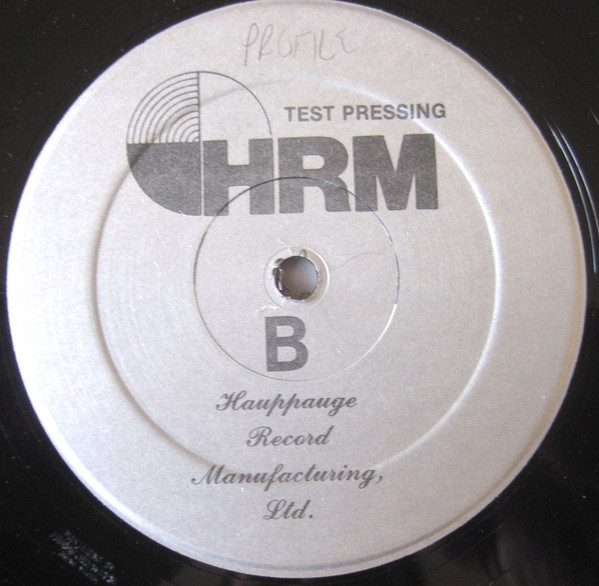 PROFILE
TEST PRESSING
HRM
B
Hauppauge
Record
Manufacturing,
Ltd.